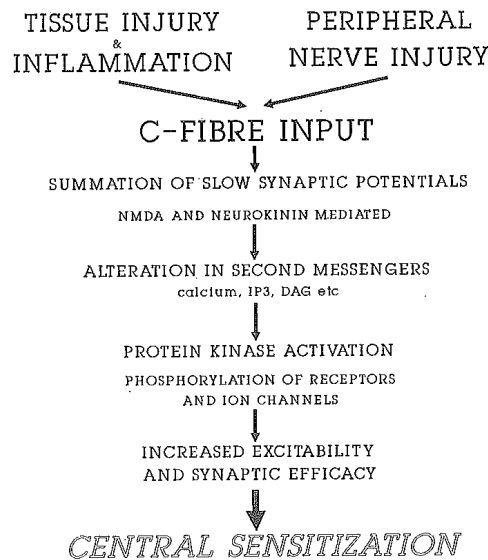 TISSUE INJURY
&
INFLAMMATION
PERIPHERAL
NERVE INJURY
C-FIBRE INPUT
SUMMATION OF SLOW SYNAPTIC POTENTIALS
NMDA AND NEUROKININ MEDIATED
ALTERATION IN SECOND MESSENGERS
calcium, IP3, DAG etc
PROTEIN KINASE ACTIVATION
PHOSPHORYLATION OF RECEPTORS
AND ION CHANNELS
INCREASED EXCITABILITY
AND SYNAPTIC EFFICACY
CENTRAL SENSITIZATION